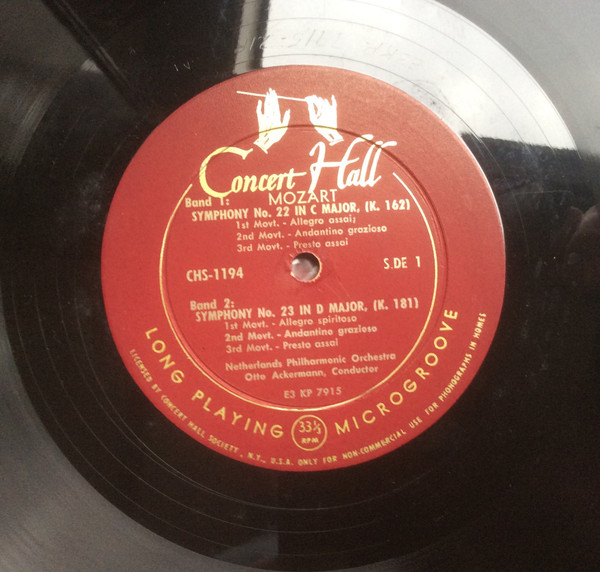 Concert Hall
MOZART
Band 1:
SYMPHONY No. 22 IN C MAJOR, (K. 162)
1st Movt. - Allegro assai;
2nd Movt. - Andantino grazioso
3rd Movt. - Presto assai
CHS-1194
S.DE 1
Band 2:
SYMPHONY No. 23 IN D MAJOR, (K. 181)
1st Movt. - Allegro spiritoso
2nd Movt. - Andantino grazioso
3rd Movt. - Presto assai
Netherlands Philharmonic Orchestra
Otto Ackermann, Conductor
E3 KP 7915
LONG PLAYING 33⅓ RPM MICROGROOVE
LICENSED BY CONCERT HALL SOCIETY, N.Y., U.S.A. ONLY FOR NON-COMMERCIAL USE FOR PHONOGRAPHS IN HOMES